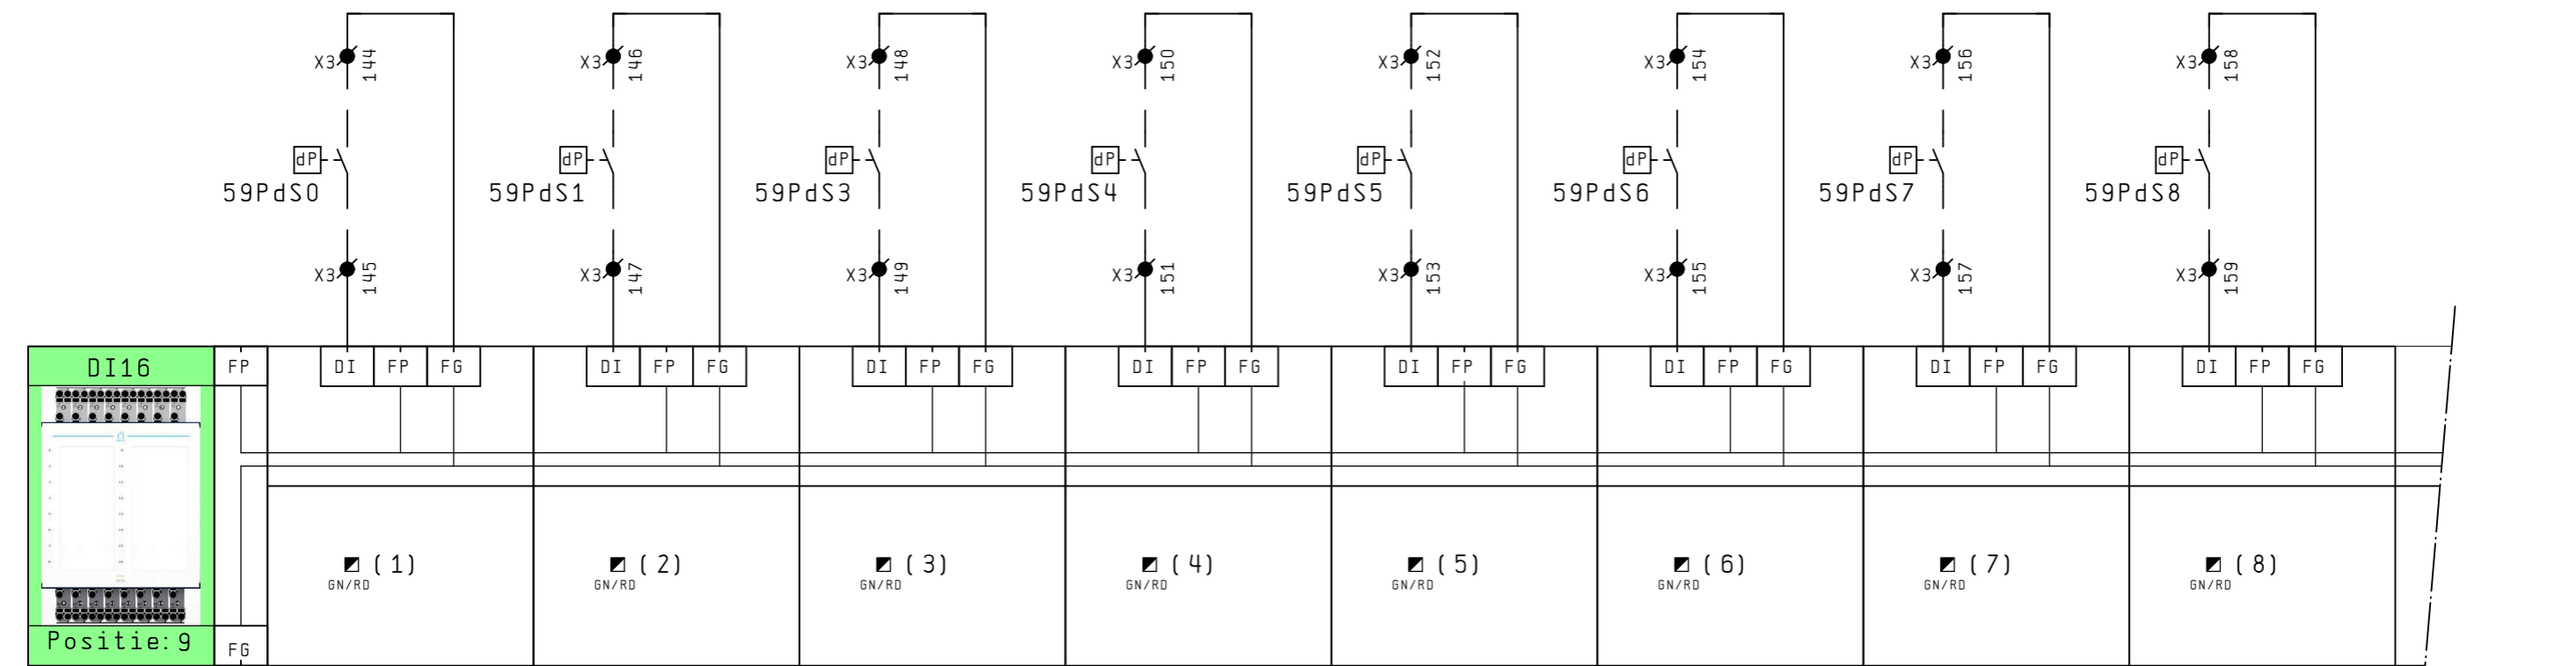 X3 144 X3 146 X3 148 X3 150 X3 152 X3 154 X3 156 X3 158
dP dP dP dP dP dP dP dP
59PdS0 59PdS1 59PdS3 59PdS4 59PdS5 59PdS6 59PdS7 59PdS8
X3 145 X3 147 X3 149 X3 151 X3 153 X3 155 X3 157 X3 159
DI16 FP DI FP FG DI FP FG DI FP FG DI FP FG DI FP FG DI FP FG DI FP FG DI FP FG
(1) (2) (3) (4) (5) (6) (7) (8)
GN/RD GN/RD GN/RD GN/RD GN/RD GN/RD GN/RD GN/RD
Positie: 9 FG